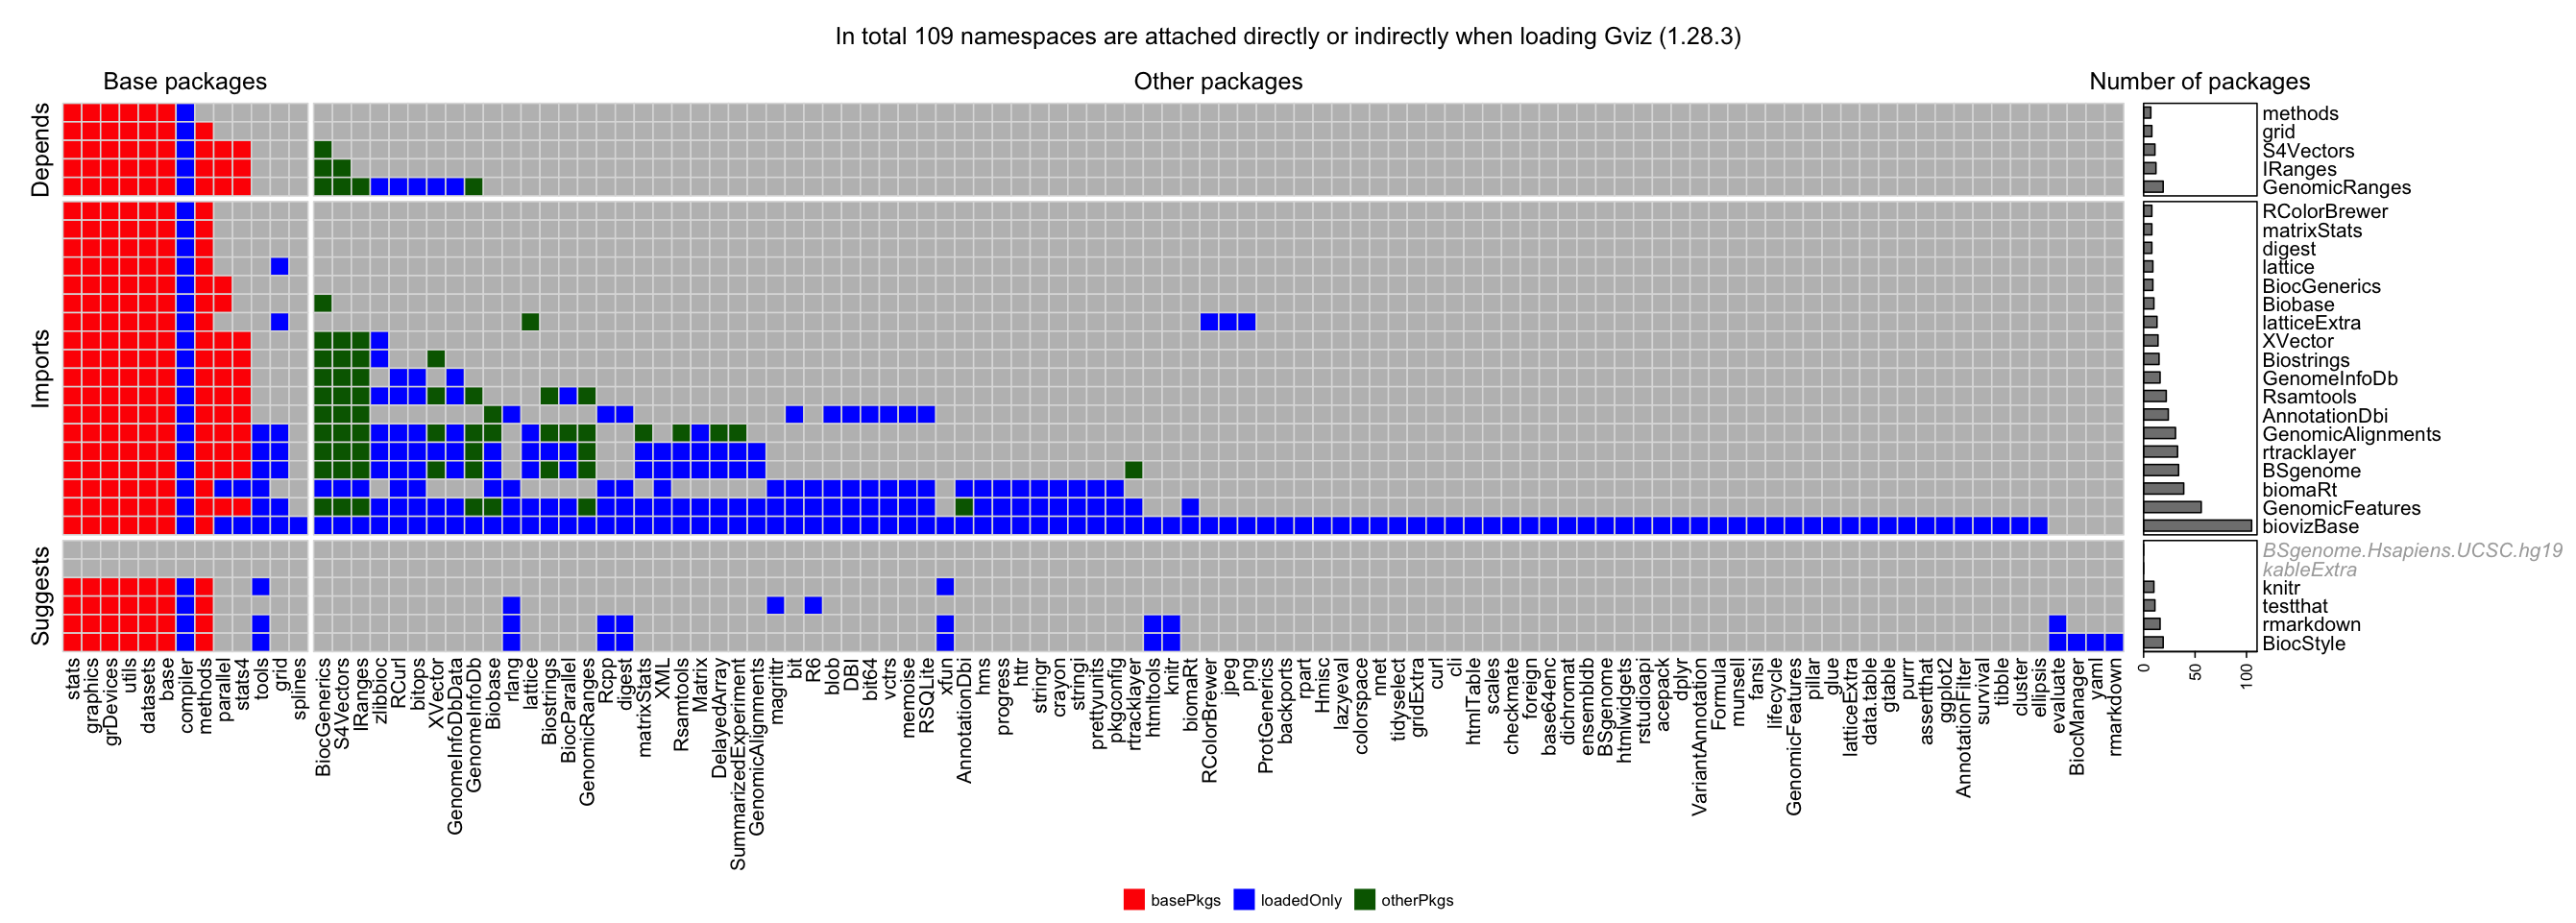 In total 109 namespaces are attached directly or indirectly when loading Gviz (1.28.3)
Base packages
Other packages
Number of packages
Depends
methods
grid
S4Vectors
IRanges
GenomicRanges
Imports
RColorBrewer
matrixStats
digest
lattice
BiocGenerics
Biobase
latticeExtra
XVector
Biostrings
GenomeInfoDb
Rsamtools
AnnotationDbi
GenomicAlignments
rtracklayer
BSgenome
biomaRt
GenomicFeatures
biovizBase
Suggests
BSgenome.Hsapiens.UCSC.hg19
kableExtra
knitr
testthat
rmarkdown
BiocStyle
stats
graphics
grDevices
utils
datasets
base
compiler
methods
parallel
stats4
tools
grid
splines
BiocGenerics
S4Vectors
IRanges
zlibbioc
RCurl
bitops
XVector
GenomeInfoDbData
GenomeInfoDb
Biobase
rlang
lattice
Biostrings
BiocParallel
GenomicRanges
Rcpp
digest
matrixStats
XML
Rsamtools
Matrix
DelayedArray
SummarizedExperiment
GenomicAlignments
magrittr
bit
R6
blob
DBI
bit64
vctrs
memoise
RSQLite
xfun
AnnotationDbi
hms
progress
httr
stringr
crayon
stringi
prettyunits
pkgconfig
rtracklayer
htmltools
knitr
biomaRt
RColorBrewer
jpeg
png
ProtGenerics
backports
rpart
Hmisc
lazyeval
colorspace
nnet
tidyselect
gridExtra
curl
cli
htmlTable
scales
checkmate
foreign
base64enc
dichromat
ensembldb
BSgenome
htmlwidgets
rstudioapi
acepack
dplyr
VariantAnnotation
Formula
munsell
fansi
lifecycle
GenomicFeatures
pillar
glue
latticeExtra
data.table
gtable
purrr
assertthat
ggplot2
AnnotationFilter
survival
tibble
cluster
ellipsis
evaluate
BiocManager
yaml
rmarkdown
0
50
100
basePkgs
loadedOnly
otherPkgs